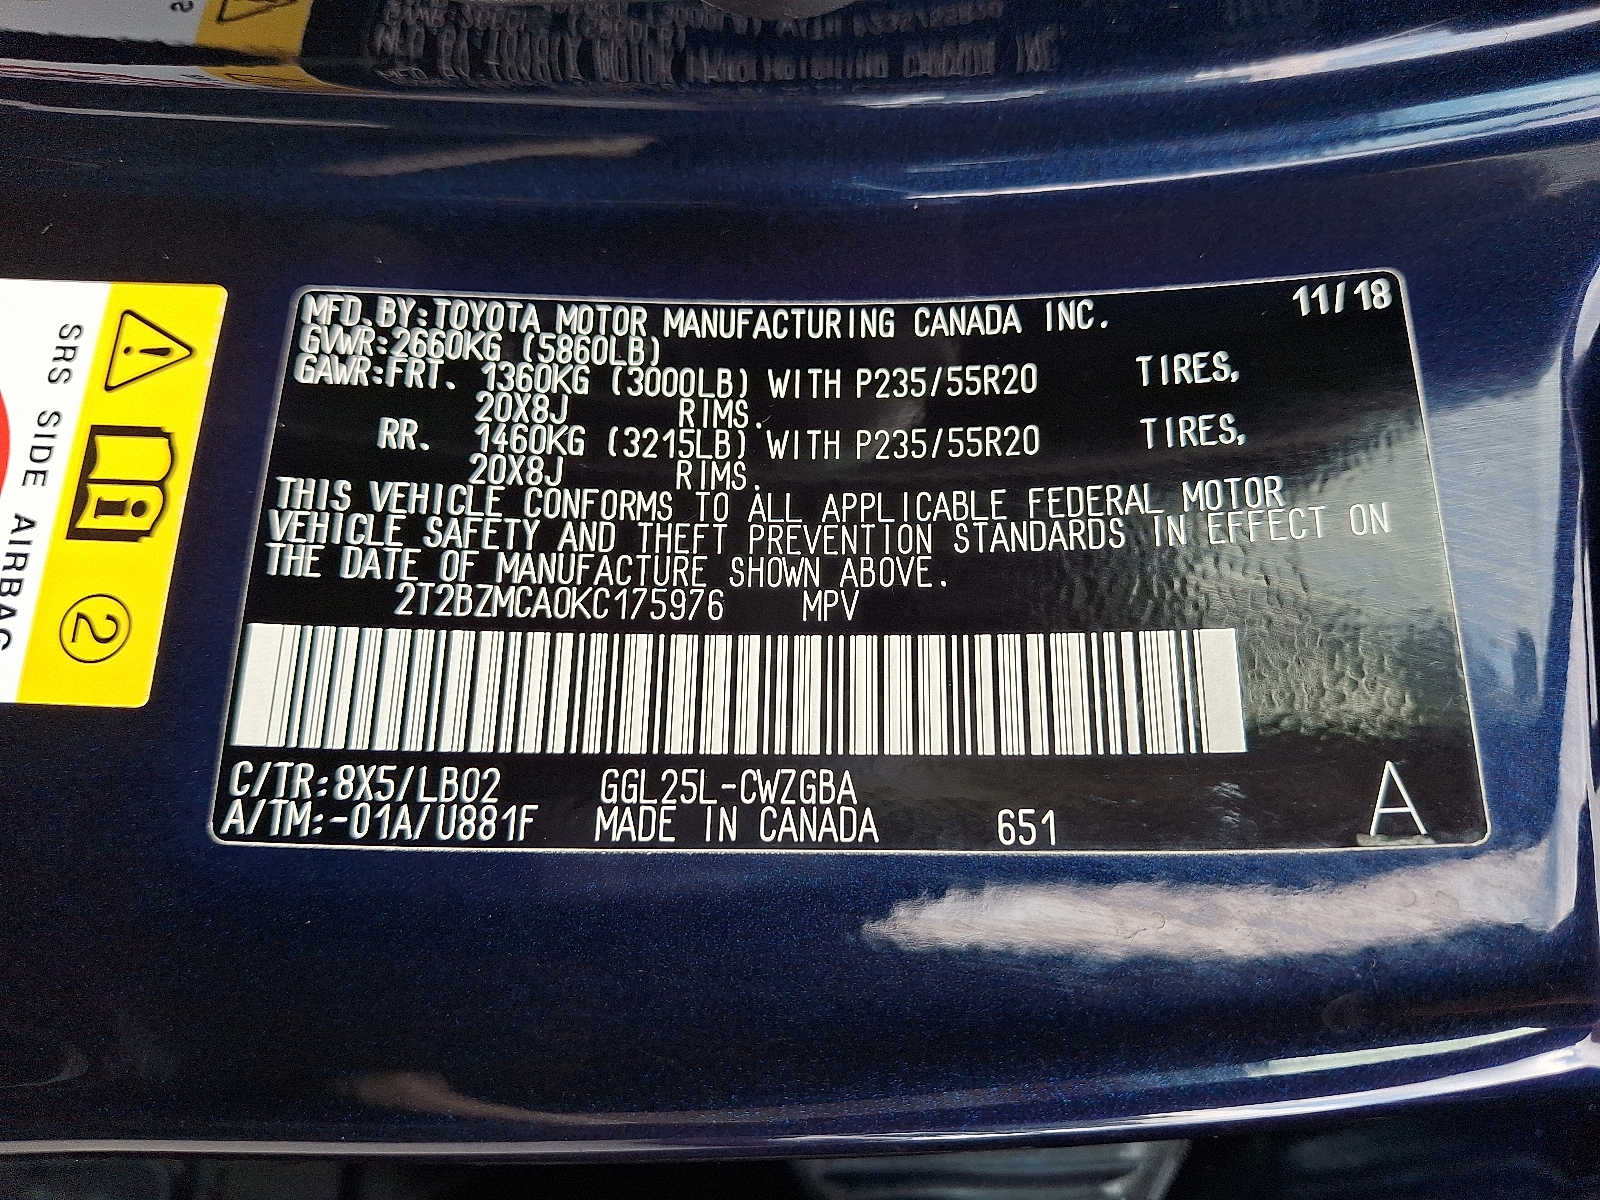 MFD. BY:TOYOTA MOTOR MANUFACTURING CANADA INC. 11/18
GVWR:2660KG (5860LB)
GAWR:FRT. 1360KG (3000LB) WITH P235/55R20 TIRES,
20X8J RIMS.
RR. 1460KG (3215LB) WITH P235/55R20 TIRES,
20X8J RIMS.
THIS VEHICLE CONFORMS TO ALL APPLICABLE FEDERAL MOTOR
VEHICLE SAFETY AND THEFT PREVENTION STANDARDS IN EFFECT ON
THE DATE OF MANUFACTURE SHOWN ABOVE.
2T2BZMCA0KC175976 MPV
C/TR:8X5/LB02 GGL25L-CWZGBA
A/TM:-01A/U881F MADE IN CANADA 651 A
SRS SIDE AIRBAG
2